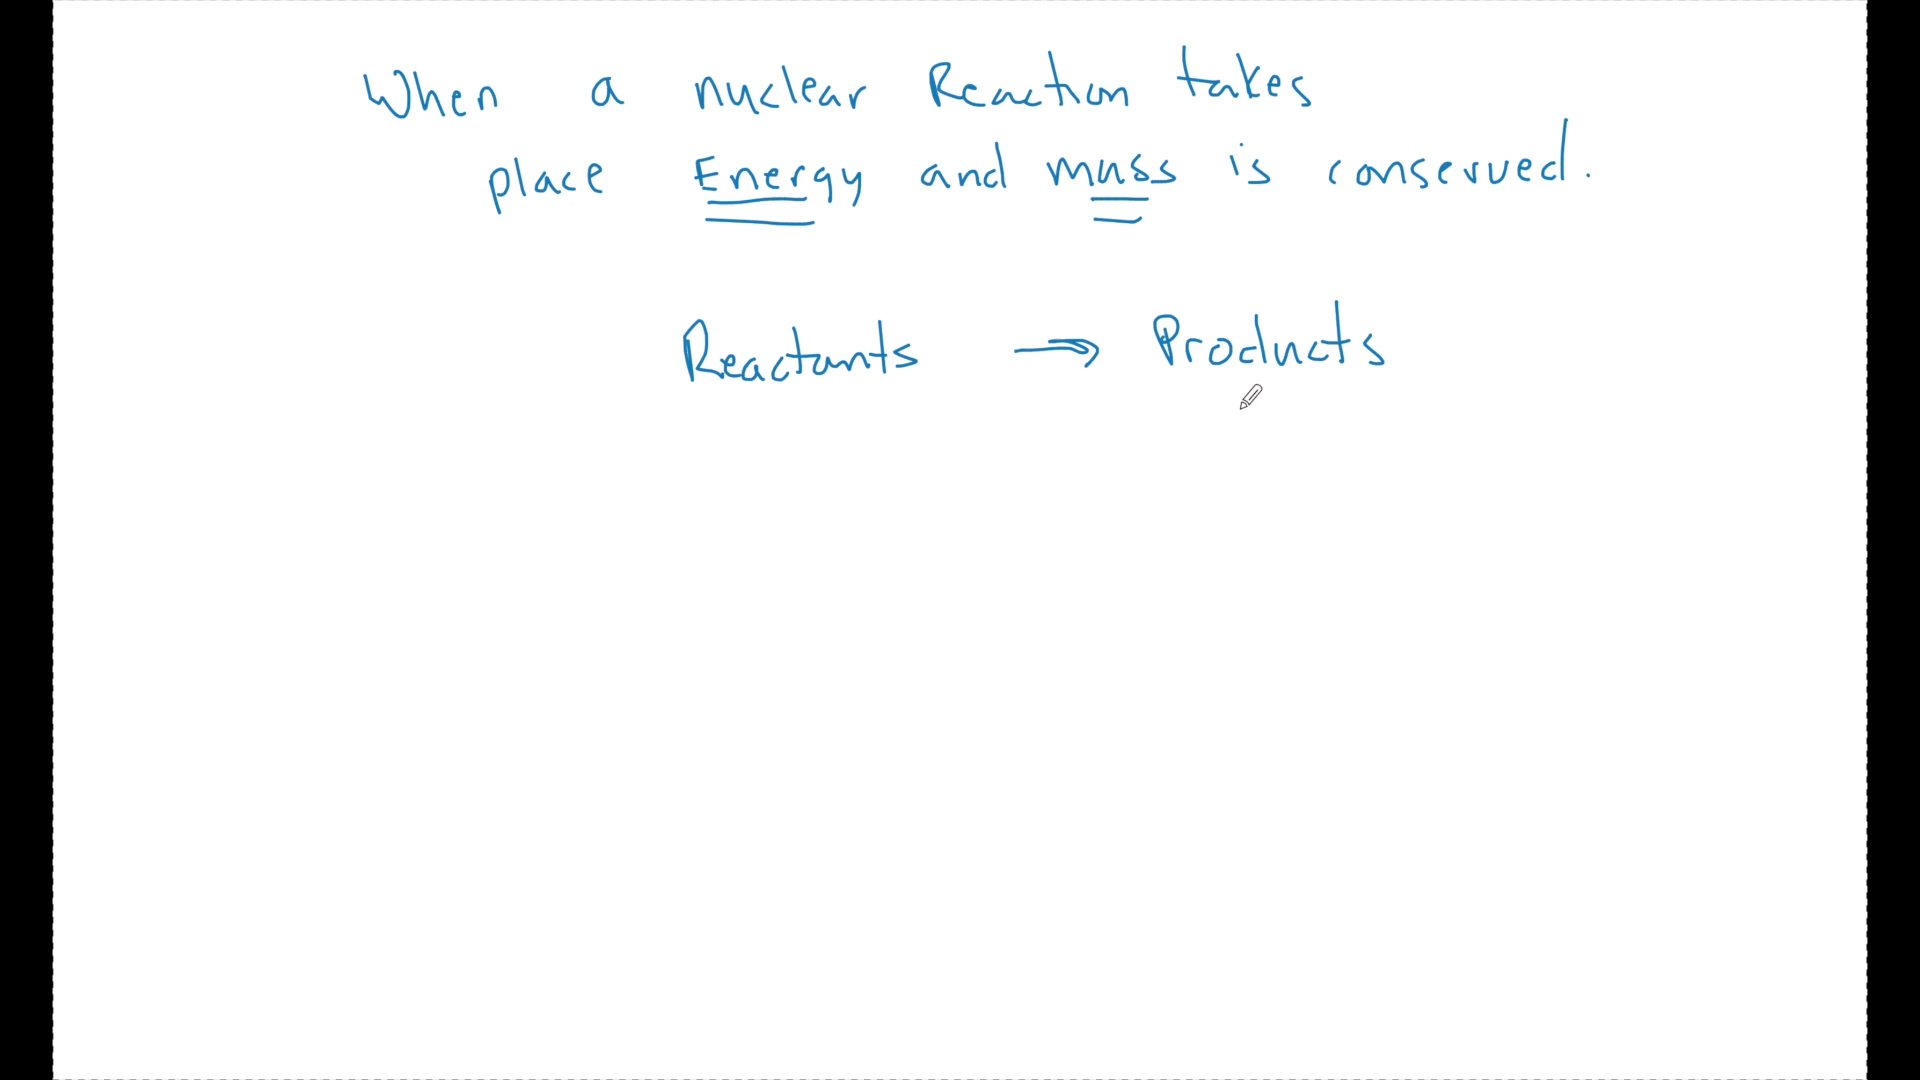 When a nuclear Reaction takes
place Energy and mass is conserved.
Reactants → Products